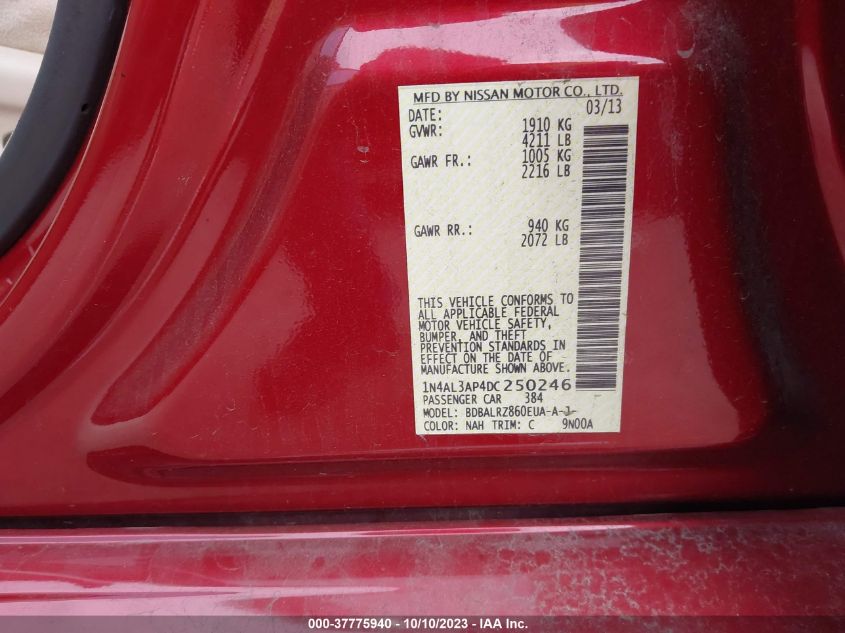 MFD BY NISSAN MOTOR CO., LTD.
DATE: 03/13
GVWR: 1910 KG
4211 LB
GAWR FR.: 1005 KG
2216 LB
GAWR RR.: 940 KG
2072 LB
THIS VEHICLE CONFORMS TO
ALL APPLICABLE FEDERAL
MOTOR VEHICLE SAFETY,
BUMPER, AND THEFT
PREVENTION STANDARDS IN
EFFECT ON THE DATE OF
MANUFACTURE SHOWN ABOVE.
1N4AL3AP4DC250246
PASSENGER CAR 384
MODEL: BDBALRZ860EUA-A-J-
COLOR: NAH TRIM: C 9N00A
000-37775940 - 10/10/2023 - IAA Inc.